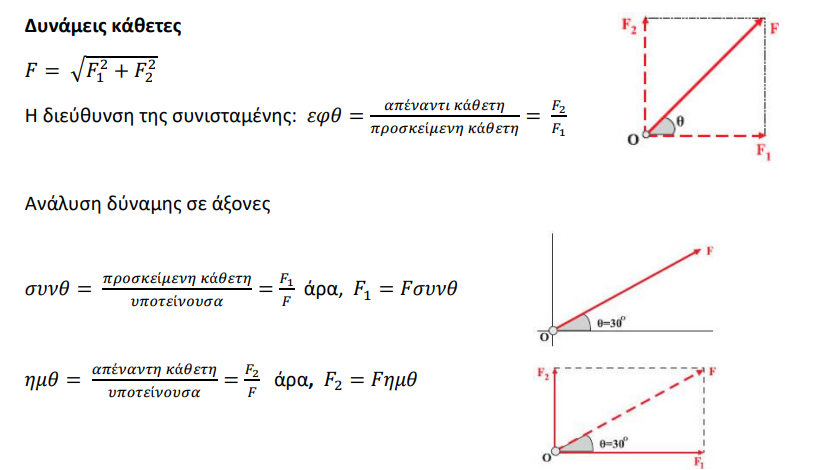 Δυνάμεις κάθετες
F = √(F₁² + F₂²)
Η διεύθυνση της συνισταμένης: εφθ = απέναντι κάθετη / προσκείμενη κάθετη = F₂ / F₁
F₂
F
θ
O
F₁
Ανάλυση δύναμης σε άξονες
συνθ = προσκείμενη κάθετη / υποτείνουσα = F₁ / F άρα, F₁ = Fσυνθ
F
θ=30°
O
ημθ = απέναντη κάθετη / υποτείνουσα = F₂ / F άρα, F₂ = Fημθ
F₂
F
θ=30°
O
F₁